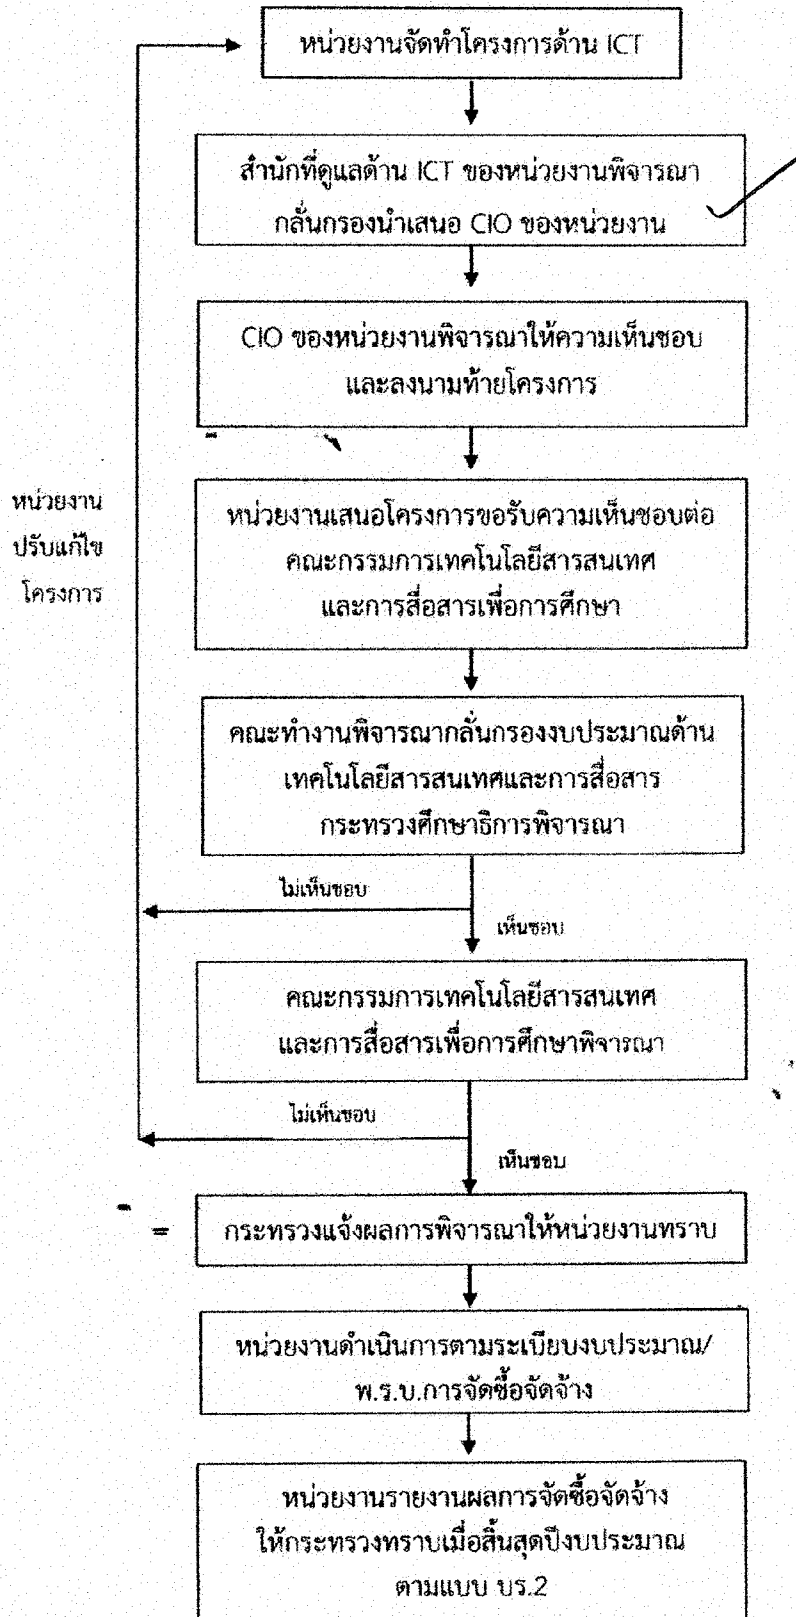 หน่วยงานจัดทำโครงการด้าน ICT
สำนักที่ดูแลด้าน ICT ของหน่วยงานพิจารณา
กลั่นกรองนำเสนอ CIO ของหน่วยงาน
CIO ของหน่วยงานพิจารณาให้ความเห็นชอบ
และลงนามท้ายโครงการ
หน่วยงาน
ปรับแก้ไข
โครงการ
หน่วยงานเสนอโครงการขอรับความเห็นชอบต่อ
คณะกรรมการเทคโนโลยีสารสนเทศ
และการสื่อสารเพื่อการศึกษา
คณะทำงานพิจารณากลั่นกรองงบประมาณด้าน
เทคโนโลยีสารสนเทศและการสื่อสาร
กระทรวงศึกษาธิการพิจารณา
ไม่เห็นชอบ
เห็นชอบ
คณะกรรมการเทคโนโลยีสารสนเทศ
และการสื่อสารเพื่อการศึกษาพิจารณา
ไม่เห็นชอบ
เห็นชอบ
กระทรวงแจ้งผลการพิจารณาให้หน่วยงานทราบ
หน่วยงานดำเนินการตามระเบียบงบประมาณ/
พ.ร.บ.การจัดซื้อจัดจ้าง
หน่วยงานรายงานผลการจัดซื้อจัดจ้าง
ให้กระทรวงทราบเมื่อสิ้นสุดปีงบประมาณ
ตามแบบ บร.2